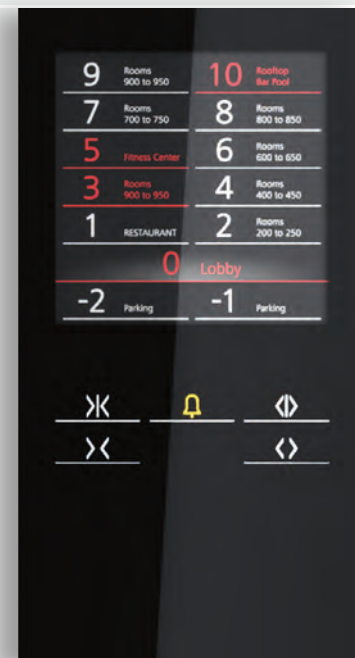 9 Rooms 900 to 950
10 Rooftop Bar Pool
7 Rooms 700 to 750
8 Rooms 800 to 850
5 Fitness Center
6 Rooms 600 to 650
3 Rooms 900 to 950
4 Rooms 400 to 450
1 RESTAURANT
2 Rooms 200 to 250
0 Lobby
-2 Parking
-1 Parking